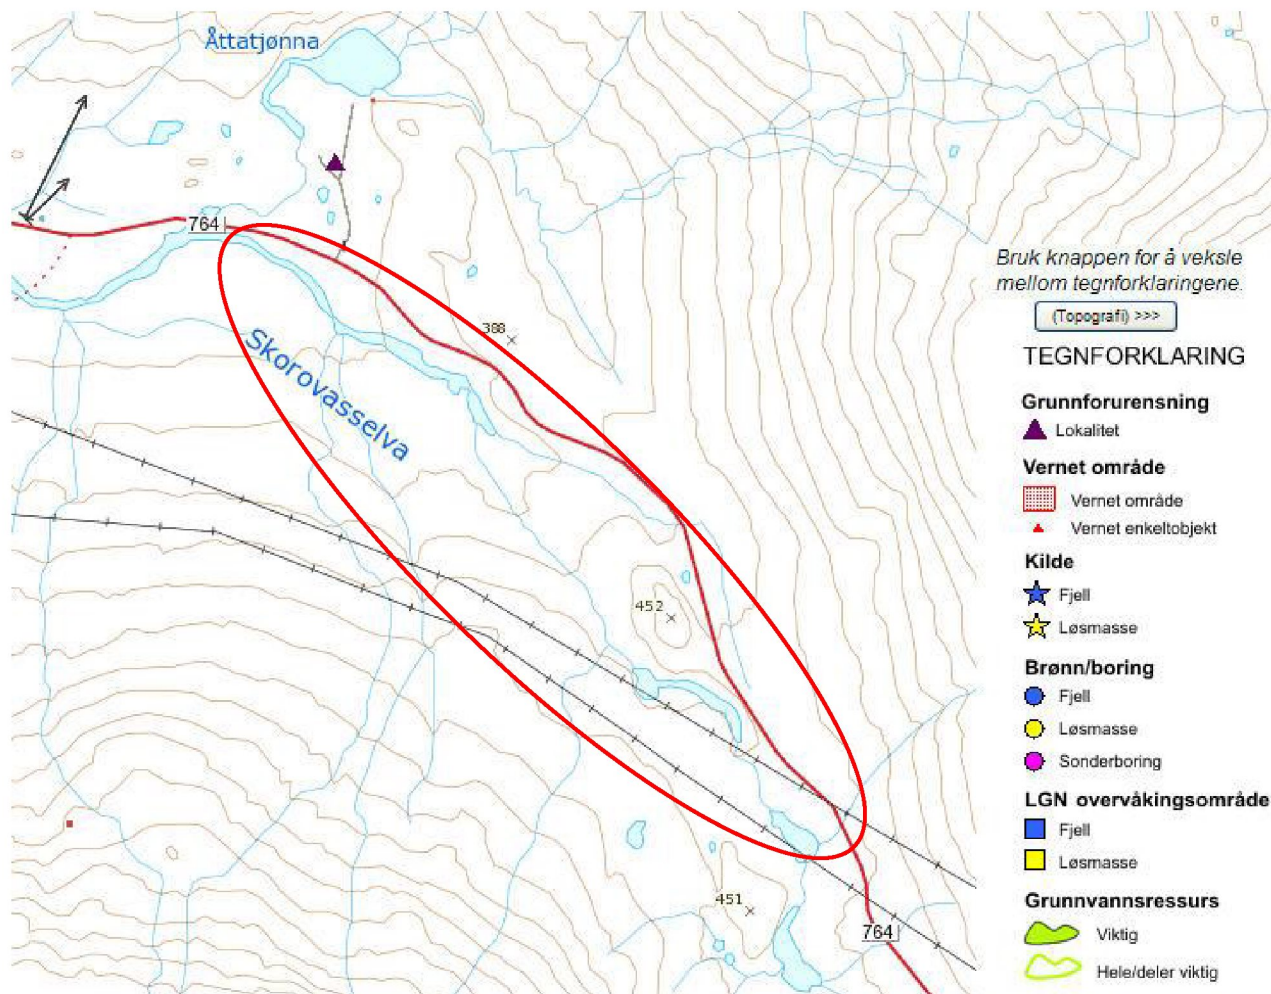 Åttatjønna
764
Skorovasselva
388
452
451
764
Bruk knappen for å veksle
mellom tegnforklaringene.
(Topografi) >>>
TEGNFORKLARING
Grunnforurensning
Lokalitet
Vernet område
Vernet område
Vernet enkeltobjekt
Kilde
Fjell
Løsmasse
Brønn/boring
Fjell
Løsmasse
Sonderboring
LGN overvåkingsområde
Fjell
Løsmasse
Grunnvannsressurs
Viktig
Hele/deler viktig